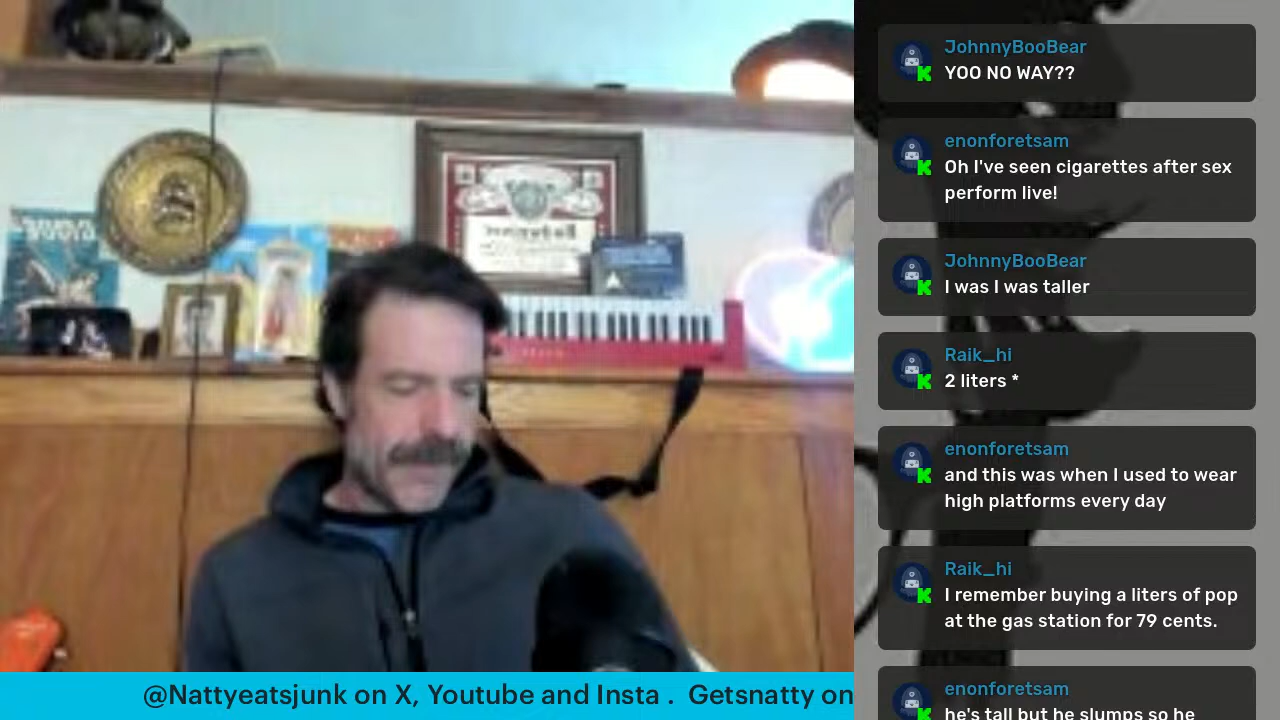 JohnnyBooBear
YOO NO WAY??
enonforetsam
Oh I've seen cigarettes after sex
perform live!
JohnnyBooBear
I was I was taller
Raik_hi
2 liters *
enonforetsam
and this was when I used to wear
high platforms every day
Raik_hi
I remember buying a liters of pop
at the gas station for 79 cents.
enonforetsam
he's tall but he slumps so he
@Nattyeatsjunk on X, Youtube and Insta . Getsnatty on